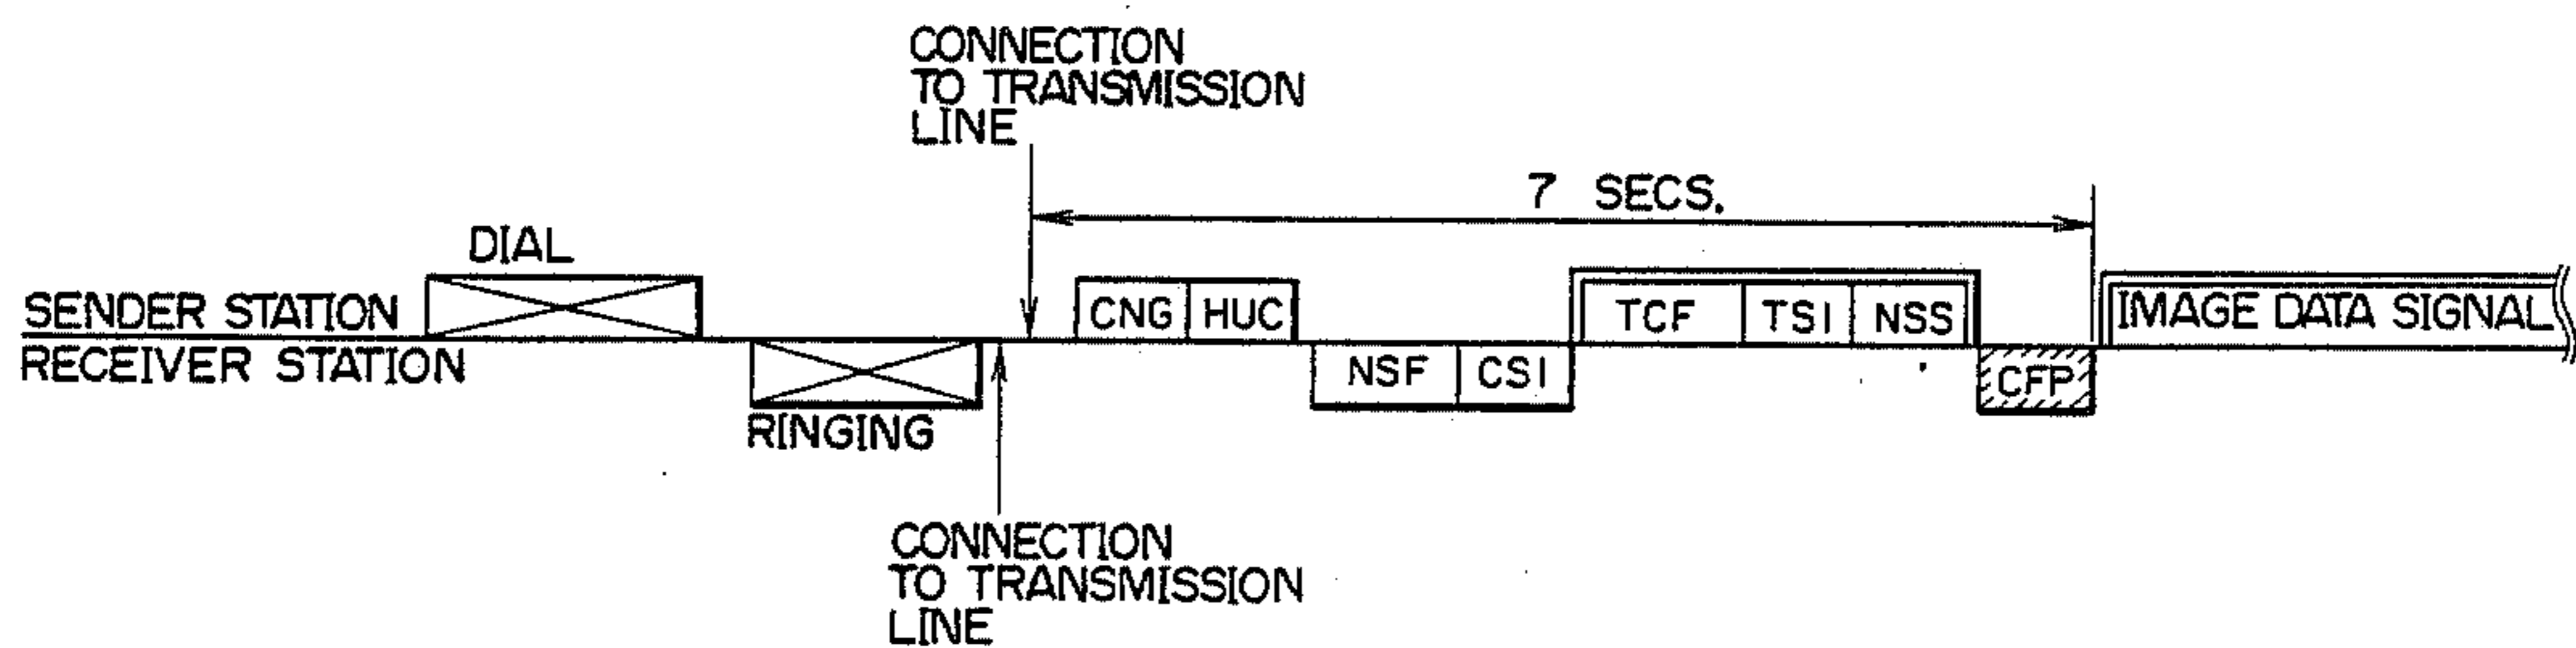 CONNECTION
TO TRANSMISSION
LINE
7 SECS.
DIAL
SENDER STATION
CNG HUC
TCF TSI NSS
IMAGE DATA SIGNAL
RECEIVER STATION
NSF CSI
CFP
RINGING
CONNECTION
TO TRANSMISSION
LINE